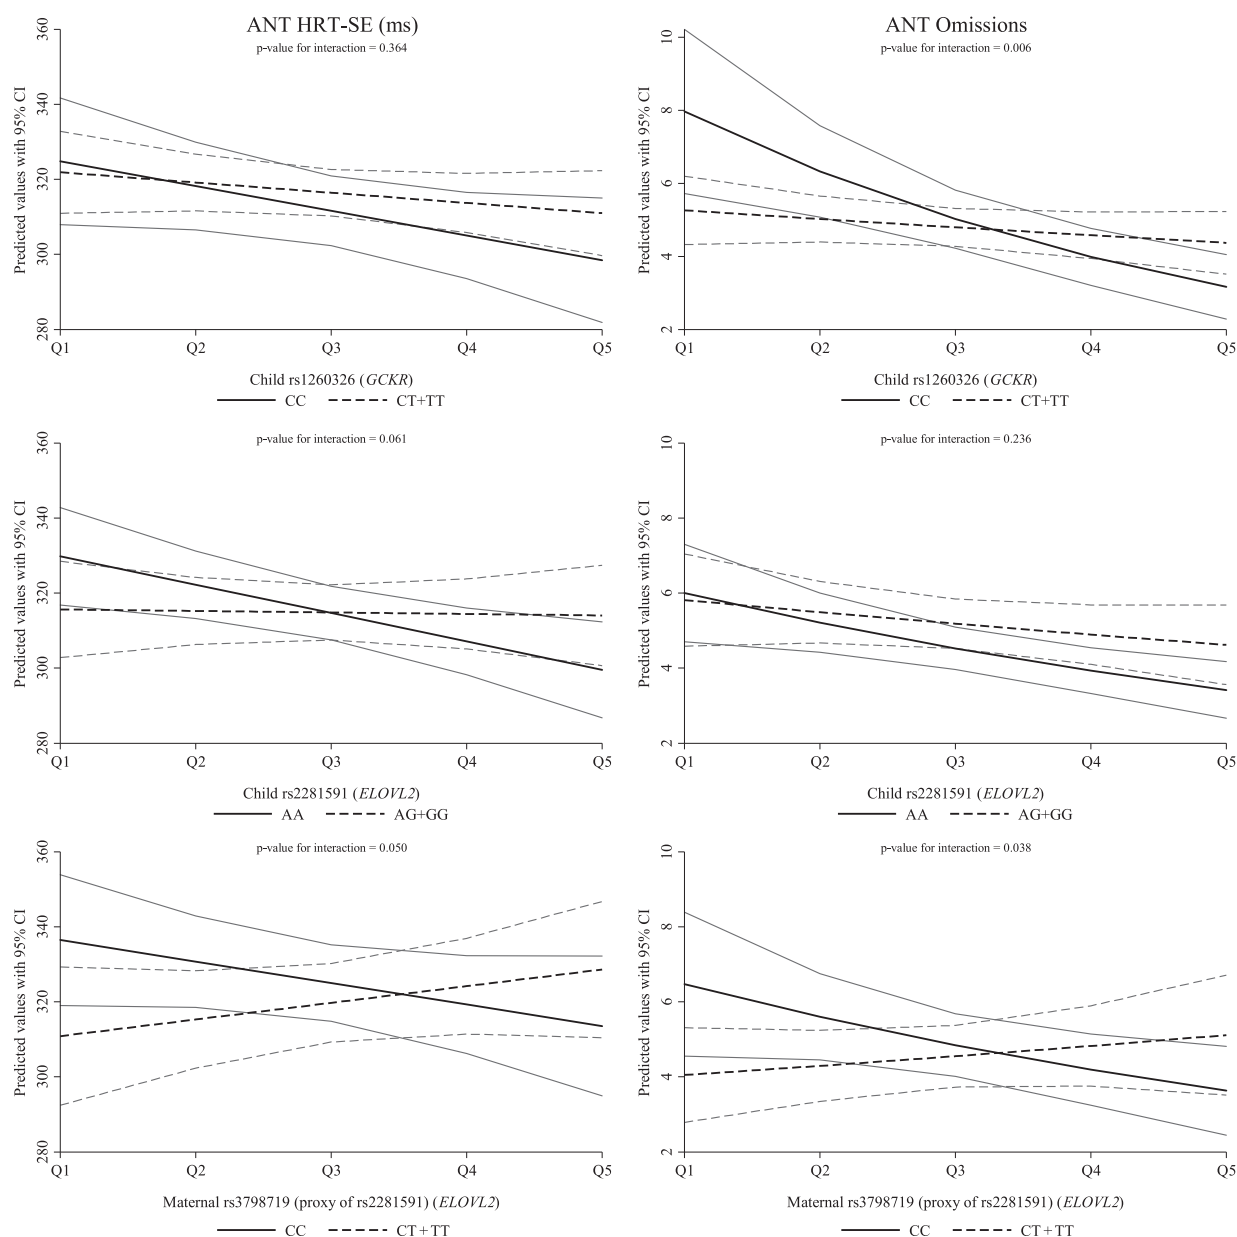 ANT HRT-SE (ms)
p-value for interaction = 0.364
Predicted values with 95% CI
360
340
320
300
280
Q1 Q2 Q3 Q4 Q5
Child rs1260326 (GCKR)
CC CT+TT
ANT Omissions
p-value for interaction = 0.006
Predicted values with 95% CI
10
8
6
4
2
Q1 Q2 Q3 Q4 Q5
Child rs1260326 (GCKR)
CC CT+TT
p-value for interaction = 0.061
Predicted values with 95% CI
360
340
320
300
280
Q1 Q2 Q3 Q4 Q5
Child rs2281591 (ELOVL2)
AA AG+GG
p-value for interaction = 0.236
Predicted values with 95% CI
10
8
6
4
2
Q1 Q2 Q3 Q4 Q5
Child rs2281591 (ELOVL2)
AA AG+GG
p-value for interaction = 0.050
Predicted values with 95% CI
360
340
320
300
280
Q1 Q2 Q3 Q4 Q5
Maternal rs3798719 (proxy of rs2281591) (ELOVL2)
CC CT+TT
p-value for interaction = 0.038
Predicted values with 95% CI
10
8
6
4
2
Q1 Q2 Q3 Q4 Q5
Maternal rs3798719 (proxy of rs2281591) (ELOVL2)
CC CT+TT